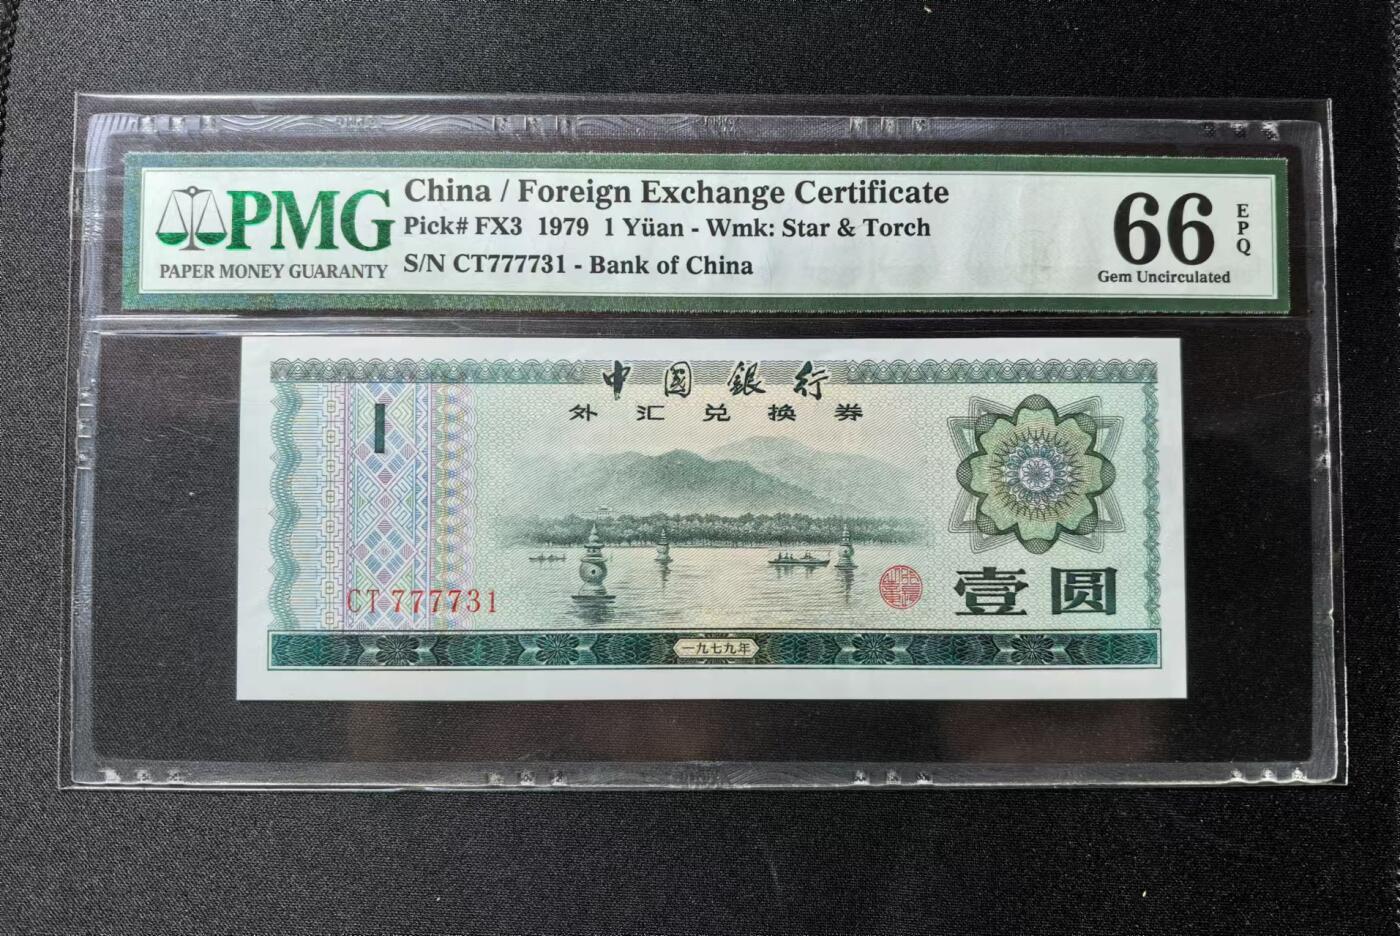 PMG
PAPER MONEY GUARANTY
China / Foreign Exchange Certificate
Pick# FX3 1979 1 Yüan - Wmk: Star & Torch
S/N CT777731 - Bank of China
66
EPQ
Gem Uncirculated
中國銀行
外汇兑换券
1
CT 777731
壹圆
一九七九年